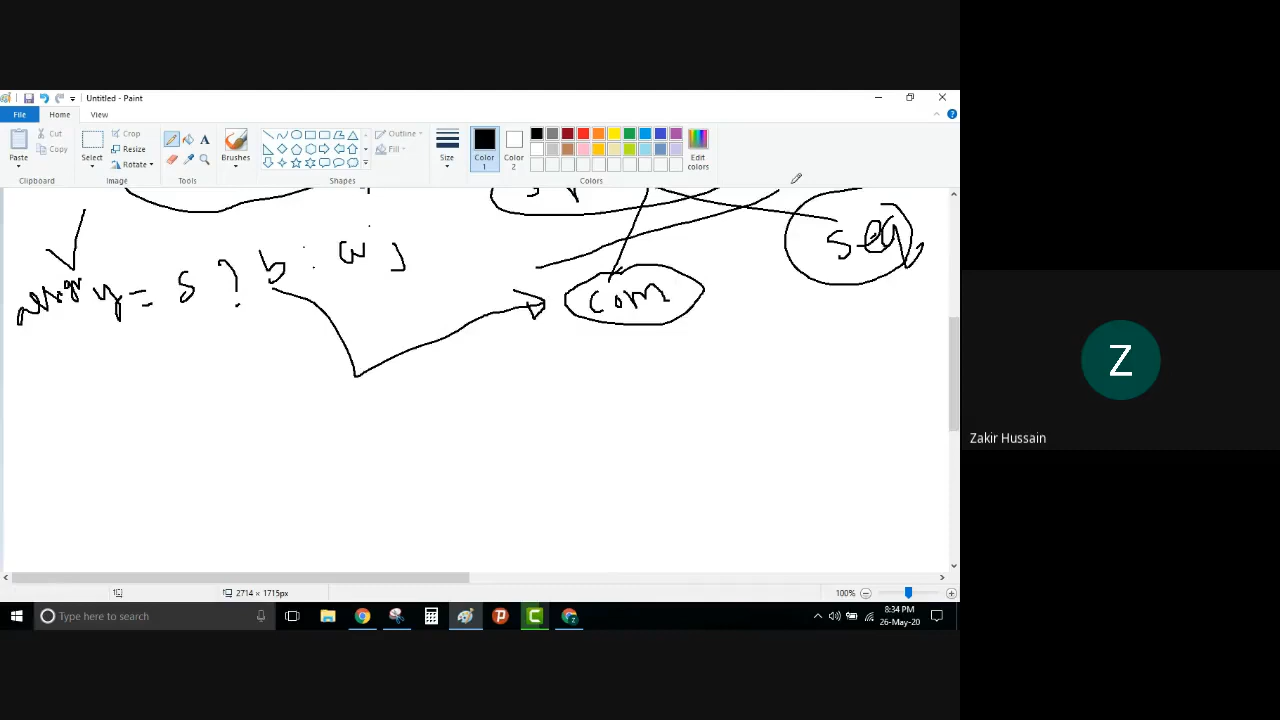 Untitled - Paint
File Home View
Paste
Cut
Copy
Clipboard
Select
Crop
Resize
Rotate
Image
Tools
Brushes
Shapes
Outline
Fill
Size
Color 1
Color 2
Edit colors
Colors
seq
assign y = s ? b : a ;
com
2714 × 1715px
100%
Type here to search
8:34 PM
26-May-20
Z
Zakir Hussain